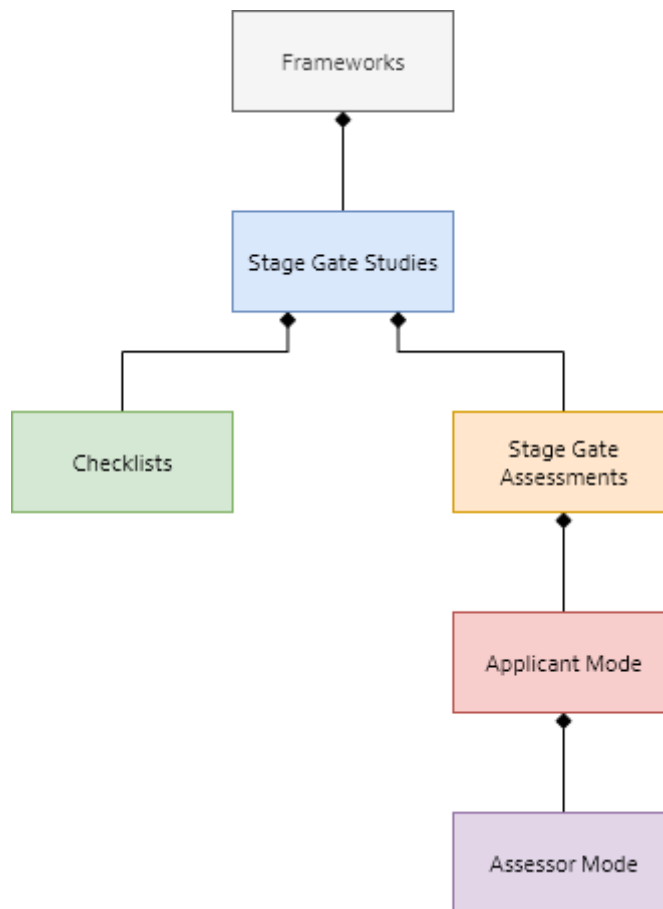 Frameworks
Stage Gate Studies
Checklists
Stage Gate
Assessments
Applicant Mode
Assessor Mode